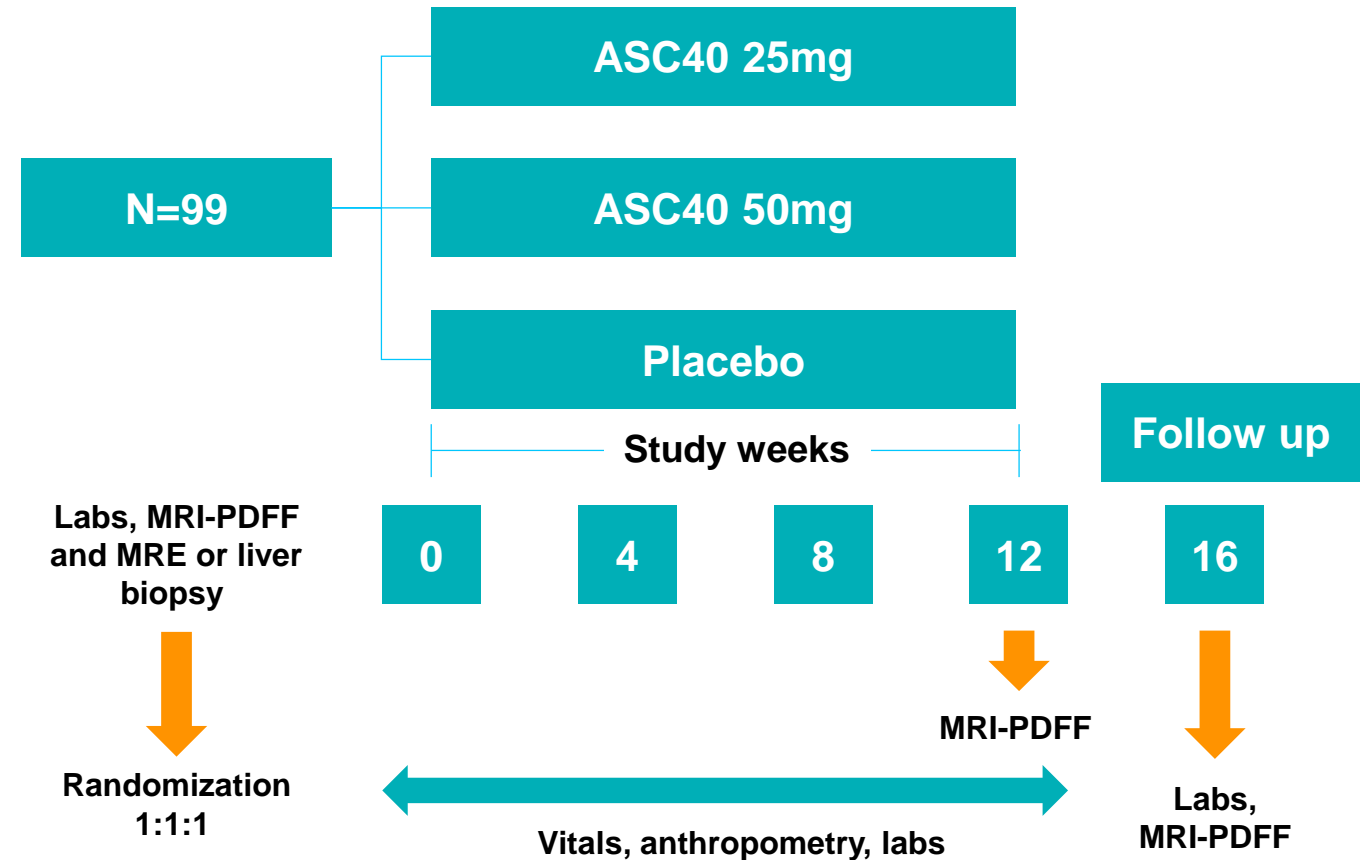 ASC40 25mg
N=99
ASC40 50mg
Placebo
Study weeks
Follow up
Labs, MRI-PDFF
and MRE or liver
biopsy
0
4
8
12
16
MRI-PDFF
Randomization
1:1:1
Vitals, anthropometry, labs
Labs,
MRI-PDFF